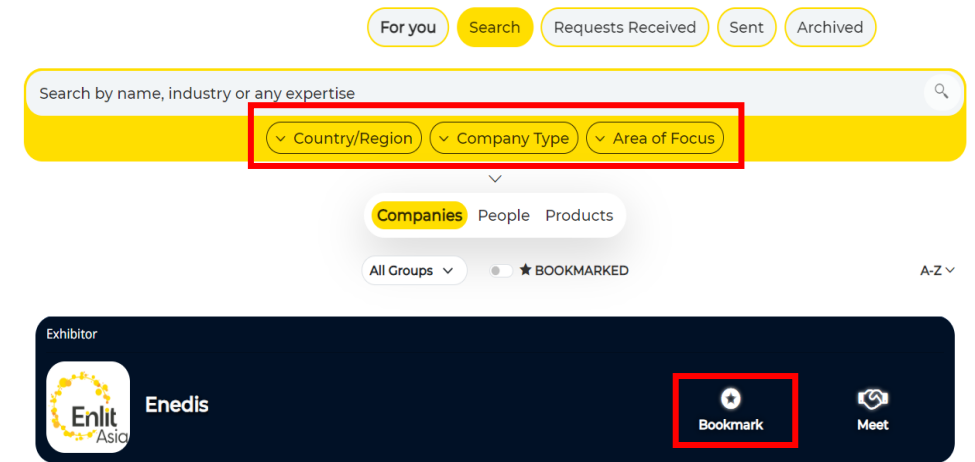 For you Search Requests Received Sent Archived
Search by name, industry or any expertise
Country/Region Company Type Area of Focus
Companies People Products
All Groups BOOKMARKED A-Z
Exhibitor
Enlit
Asia
Enedis
Bookmark Meet